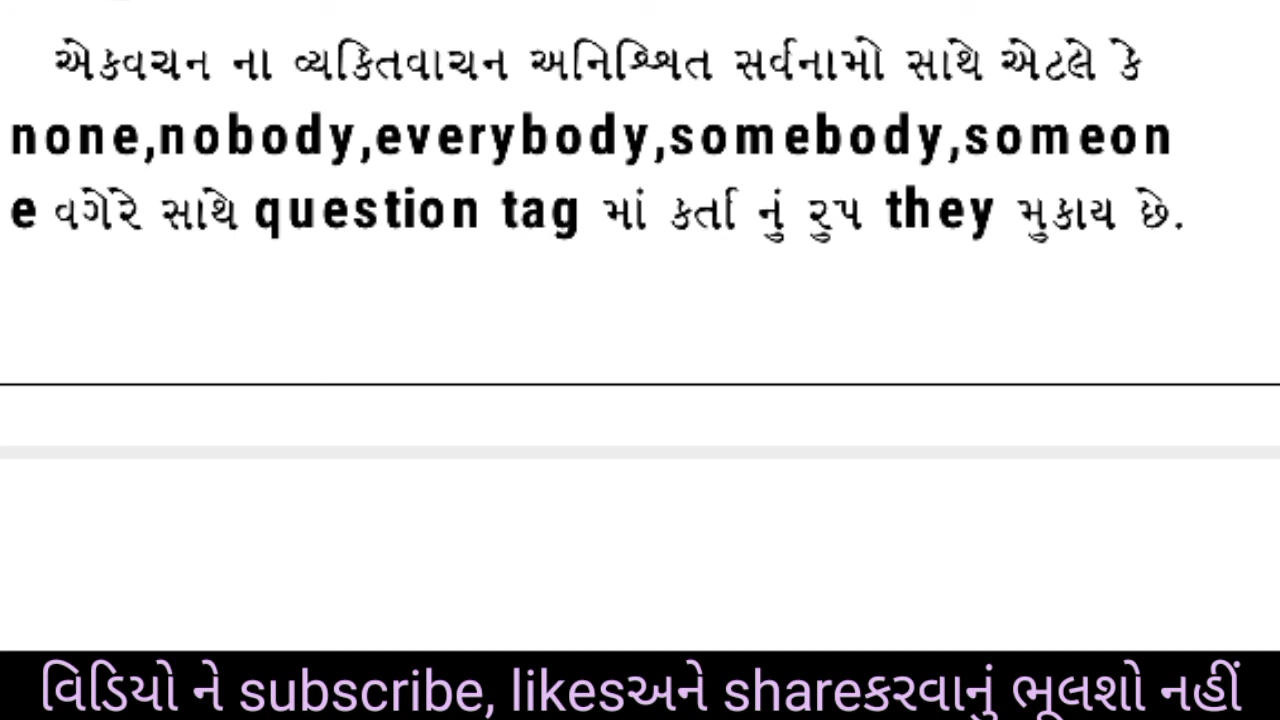 એકવચન ના વ્યકિતવાચન અનિશ્ચિત સર્વનામો સાથે એટલે કે
none,nobody,everybody,somebody,someon
e વગેરે સાથે question tag માં કર્તા નું રુપ they મુકાય છે.
વિડિયો ને subscribe, likesઅને shareકરવાનું ભૂલશો નહીં